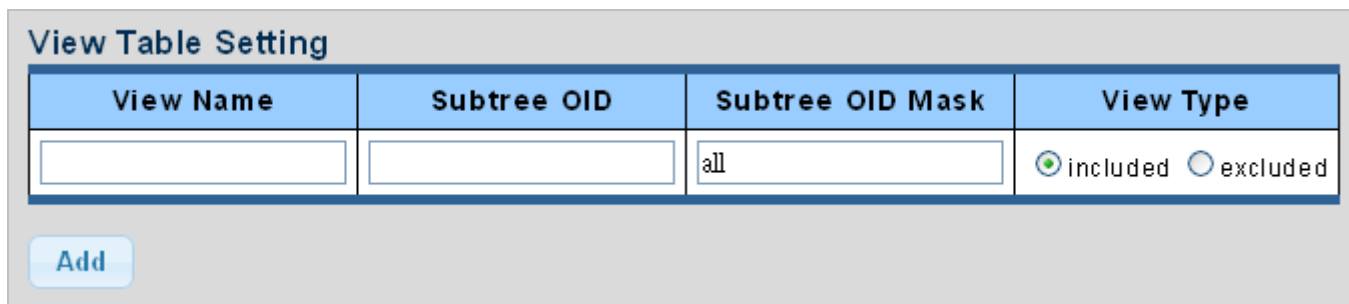 View Table Setting
View Name Subtree OID Subtree OID Mask View Type
all included excluded
Add